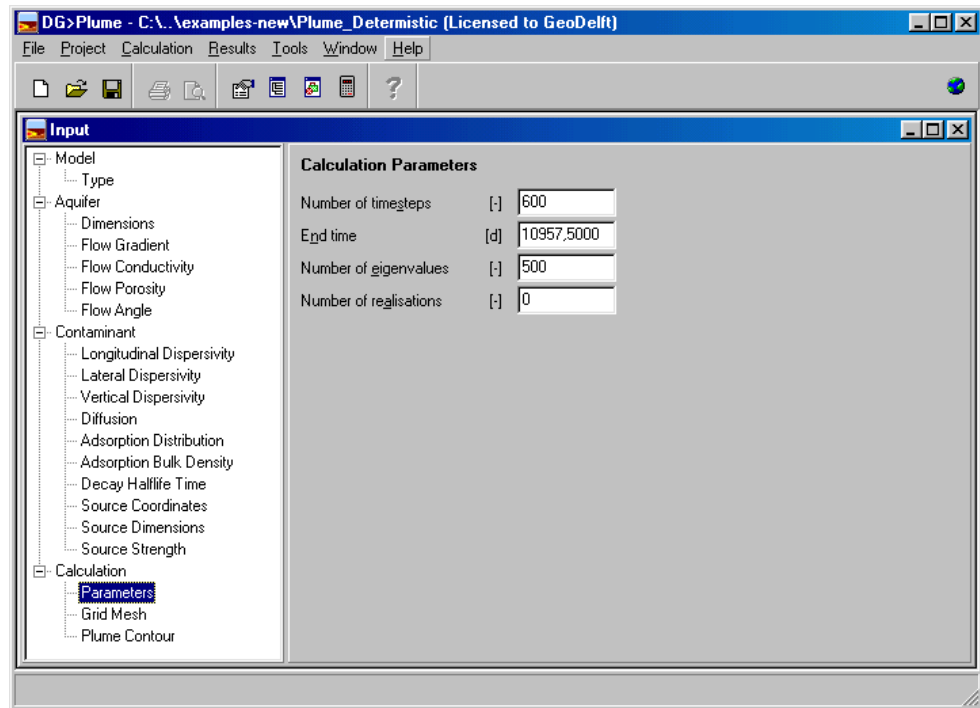 DG>Plume - C:\..\examples-new\Plume_Determistic (Licensed to GeoDelft)
File Project Calculation Results Tools Window Help
Input
Model
Type
Aquifer
Dimensions
Flow Gradient
Flow Conductivity
Flow Porosity
Flow Angle
Contaminant
Longitudinal Dispersivity
Lateral Dispersivity
Vertical Dispersivity
Diffusion
Adsorption Distribution
Adsorption Bulk Density
Decay Halflife Time
Source Coordinates
Source Dimensions
Source Strength
Calculation
Parameters
Grid Mesh
Plume Contour
Calculation Parameters
Number of timesteps [-] 600
End time [d] 10957,5000
Number of eigenvalues [-] 500
Number of realisations [-] 0